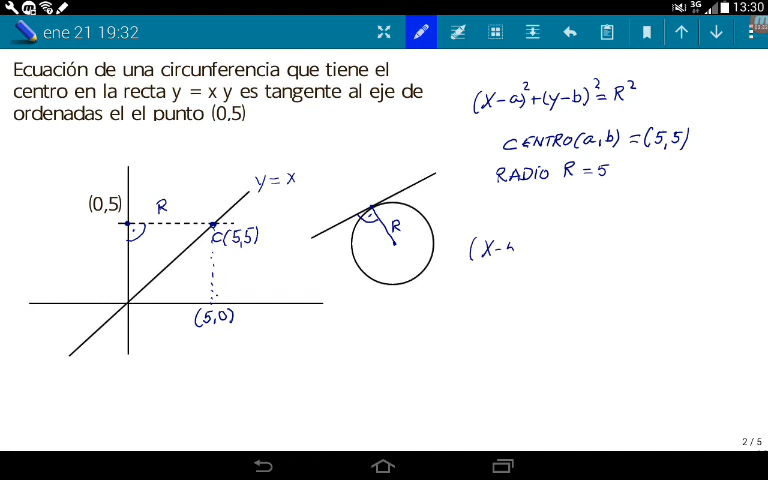 3G
13:30
ene 21 19:32
Ecuación de una circunferencia que tiene el
centro en la recta y = x y es tangente al eje de
ordenadas el el punto (0,5)
(X-a)²+(y-b)²=R²
CENTRO(a,b) = (5,5)
RADIO R = 5
y = x
(0,5)
R
C(5,5)
(5,0)
R
(X-
2 / 5